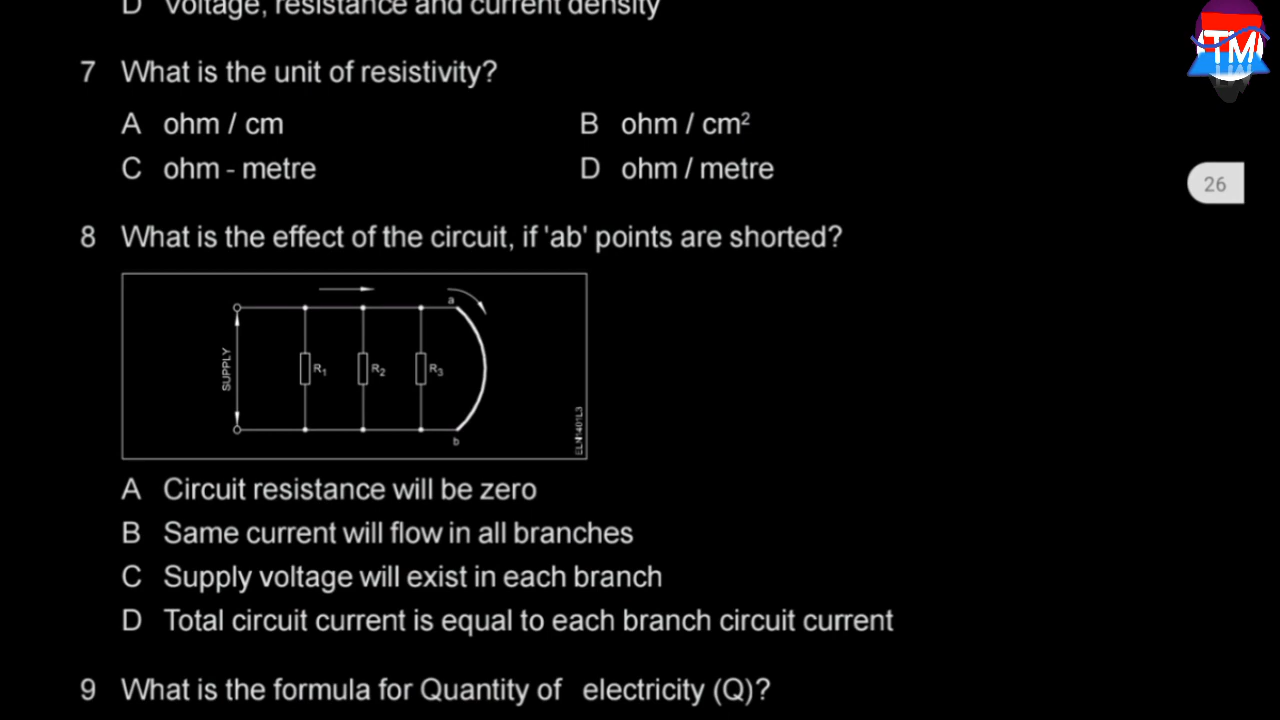 D Voltage, resistance and current density
7 What is the unit of resistivity?
A ohm / cm B ohm / cm²
C ohm - metre D ohm / metre
8 What is the effect of the circuit, if 'ab' points are shorted?
a
SUPPLY
R1 R2 R3
b
A Circuit resistance will be zero
B Same current will flow in all branches
C Supply voltage will exist in each branch
D Total circuit current is equal to each branch circuit current
9 What is the formula for Quantity of electricity (Q)?
TM
26